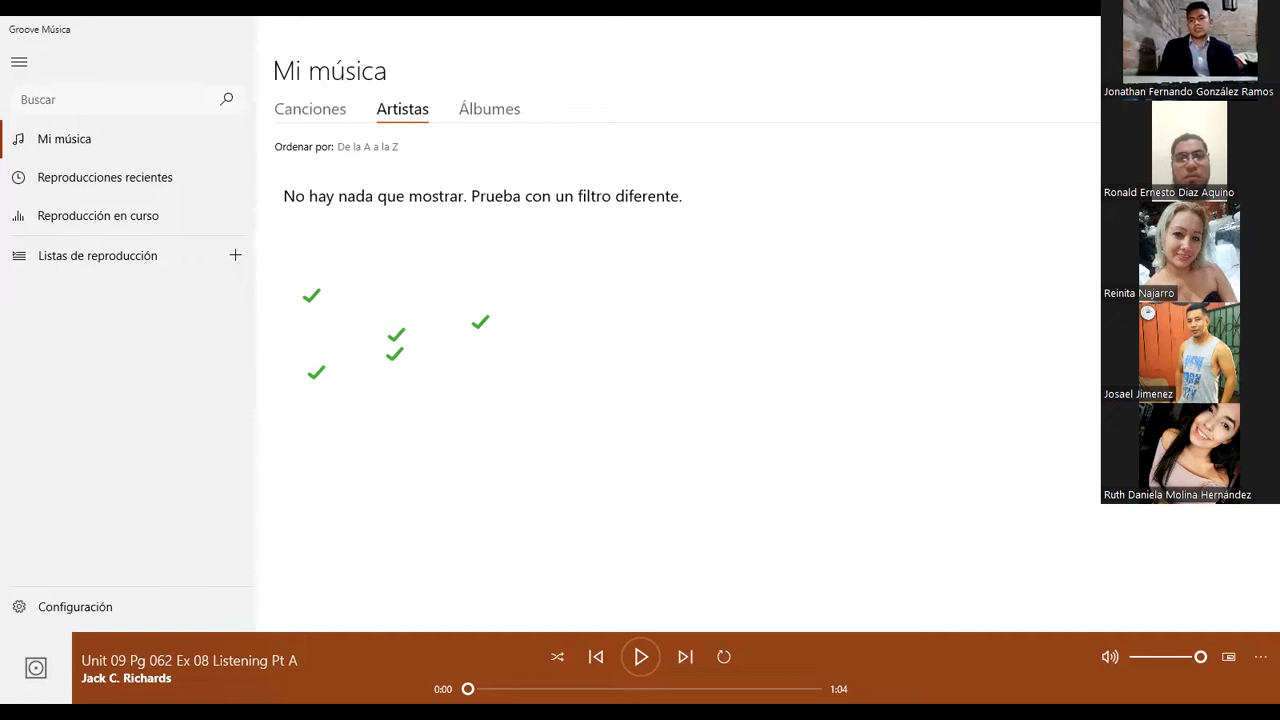 Groove Música
Buscar
Mi música
Reproducciones recientes
Reproducción en curso
Listas de reproducción
Configuración
Mi música
Canciones Artistas Álbumes
Ordenar por: De la A a la Z
No hay nada que mostrar. Prueba con un filtro diferente.
Jonathan Fernando González Ramos
Ronald Ernesto Diaz Aquino
Reinita Najarro
Josael Jimenez
Ruth Daniela Molina Hernández
Unit 09 Pg 062 Ex 08 Listening Pt A
Jack C. Richards
0:00
1:04